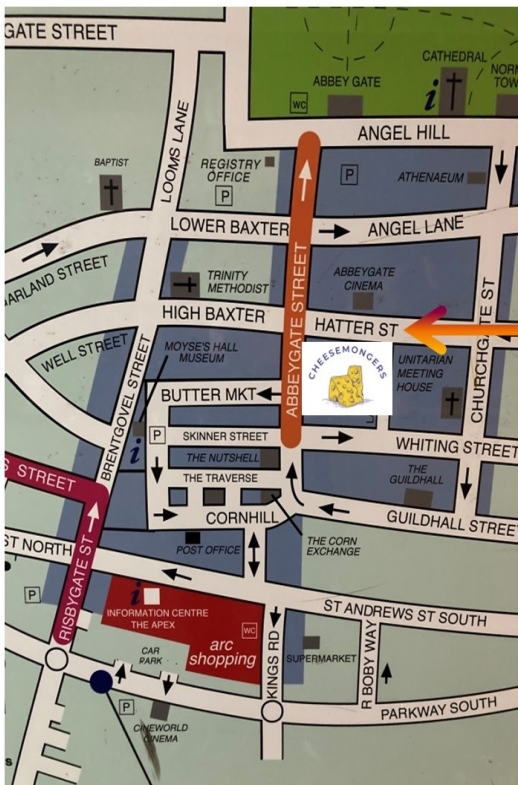 GATE STREET
CATHEDRAL
ABBEY GATE
i
WC
ANGEL HILL
LOOMS LANE
BAPTIST
REGISTRY
OFFICE
P
P
ATHENAEUM
LOWER BAXTER
ANGEL LANE
GARLAND STREET
ABBEYGATE STREET
TRINITY
METHODIST
ABBEYGATE
CINEMA
CHURCHGATE ST
HIGH BAXTER
HATTER ST
WELL STREET
MOYSE'S HALL
MUSEUM
CHEESEMONGERS
UNITARIAN
MEETING
HOUSE
BRENTGOVEL STREET
BUTTER MKT
P
i
SKINNER STREET
WHITING STREET
THE NUTSHELL
THE TRAVERSE
THE
GUILDHALL
S STREET
CORNHILL
GUILDHALL STREET
ST NORTH
POST OFFICE
THE CORN
EXCHANGE
RISBYGATE ST
P
i
INFORMATION CENTRE
THE APEX
ST ANDREWS ST SOUTH
WC
arc
shopping
CAR
PARK
KINGS RD
SUPERMARKET
R BOBY WAY
P
PARKWAY SOUTH
CINEWORLD
CINEMA